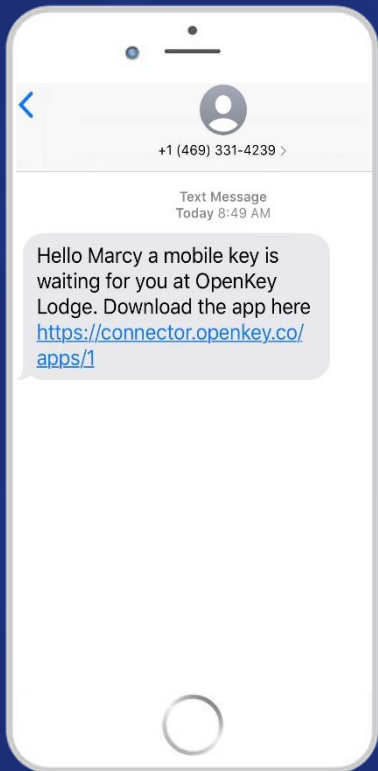 +1 (469) 331-4239 >
Text Message
Today 8:49 AM
Hello Marcy a mobile key is
waiting for you at OpenKey
Lodge. Download the app here
https://connector.openkey.co/
apps/1